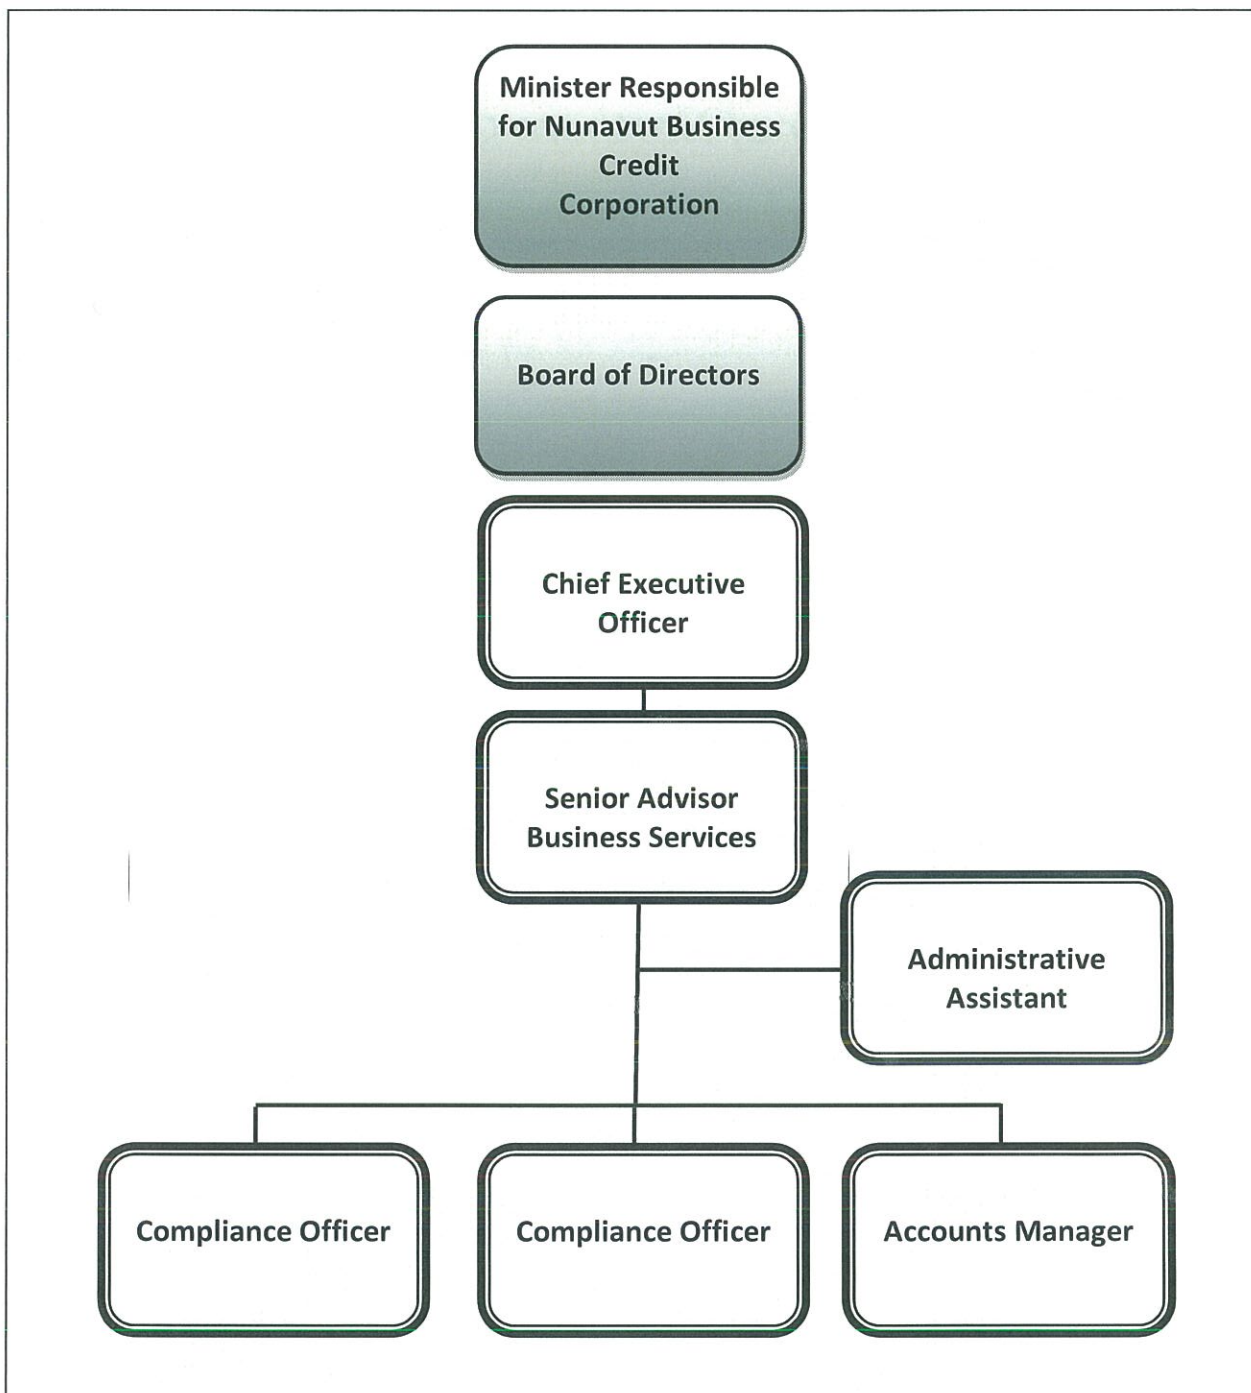 Minister Responsible
for Nunavut Business
Credit
Corporation
Board of Directors
Chief Executive
Officer
Senior Advisor
Business Services
Administrative
Assistant
Compliance Officer
Compliance Officer
Accounts Manager